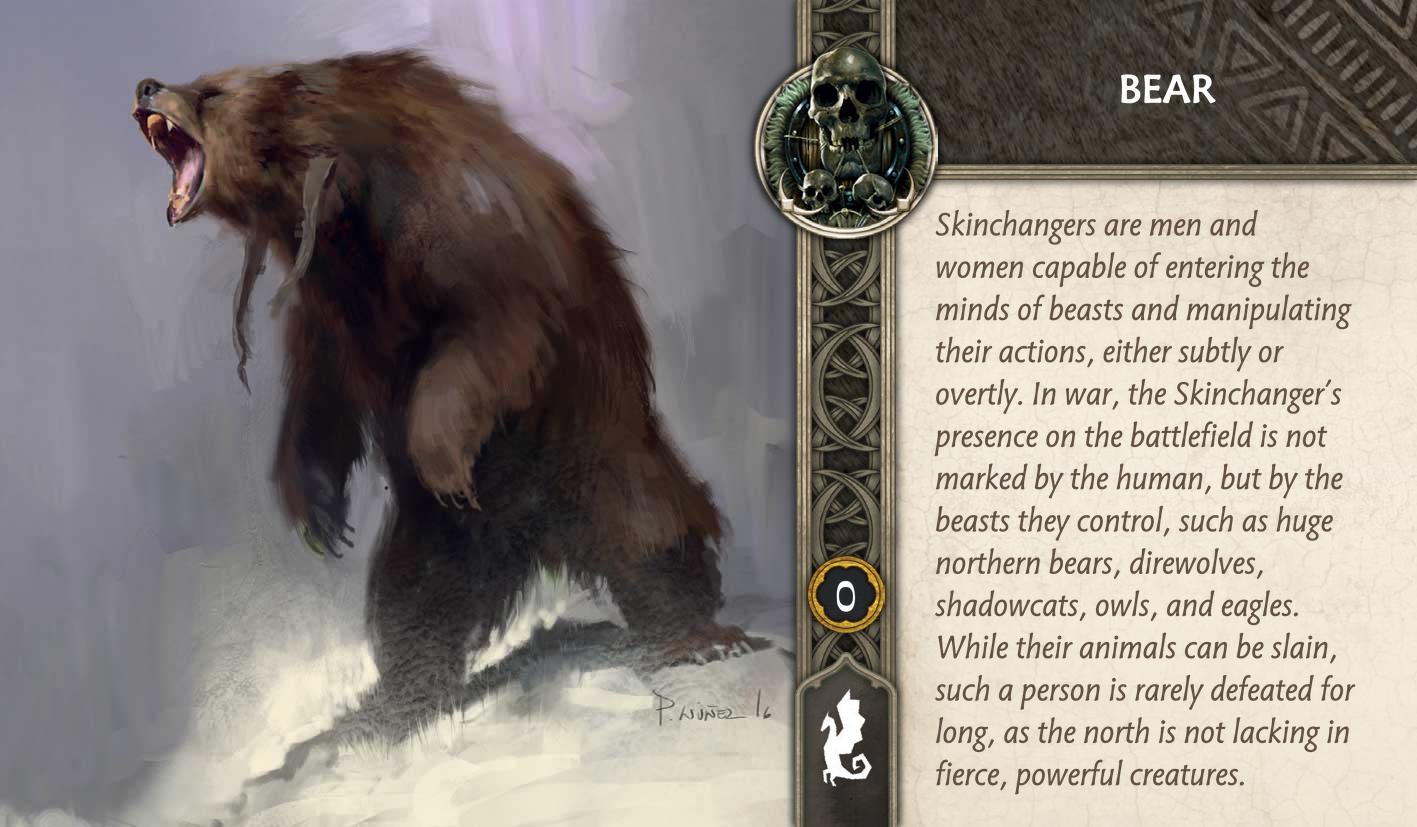 BEAR
Skinchangers are men and
women capable of entering the
minds of beasts and manipulating
their actions, either subtly or
overtly. In war, the Skinchanger's
presence on the battlefield is not
marked by the human, but by the
beasts they control, such as huge
northern bears, direwolves,
shadowcats, owls, and eagles.
While their animals can be slain,
such a person is rarely defeated for
long, as the north is not lacking in
fierce, powerful creatures.
0
P. NUÑEZ 16